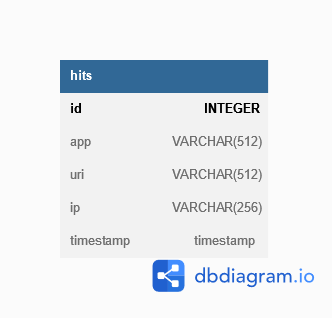 hits
id INTEGER
app VARCHAR(512)
uri VARCHAR(512)
ip VARCHAR(256)
timestamp timestamp
dbdiagram.io